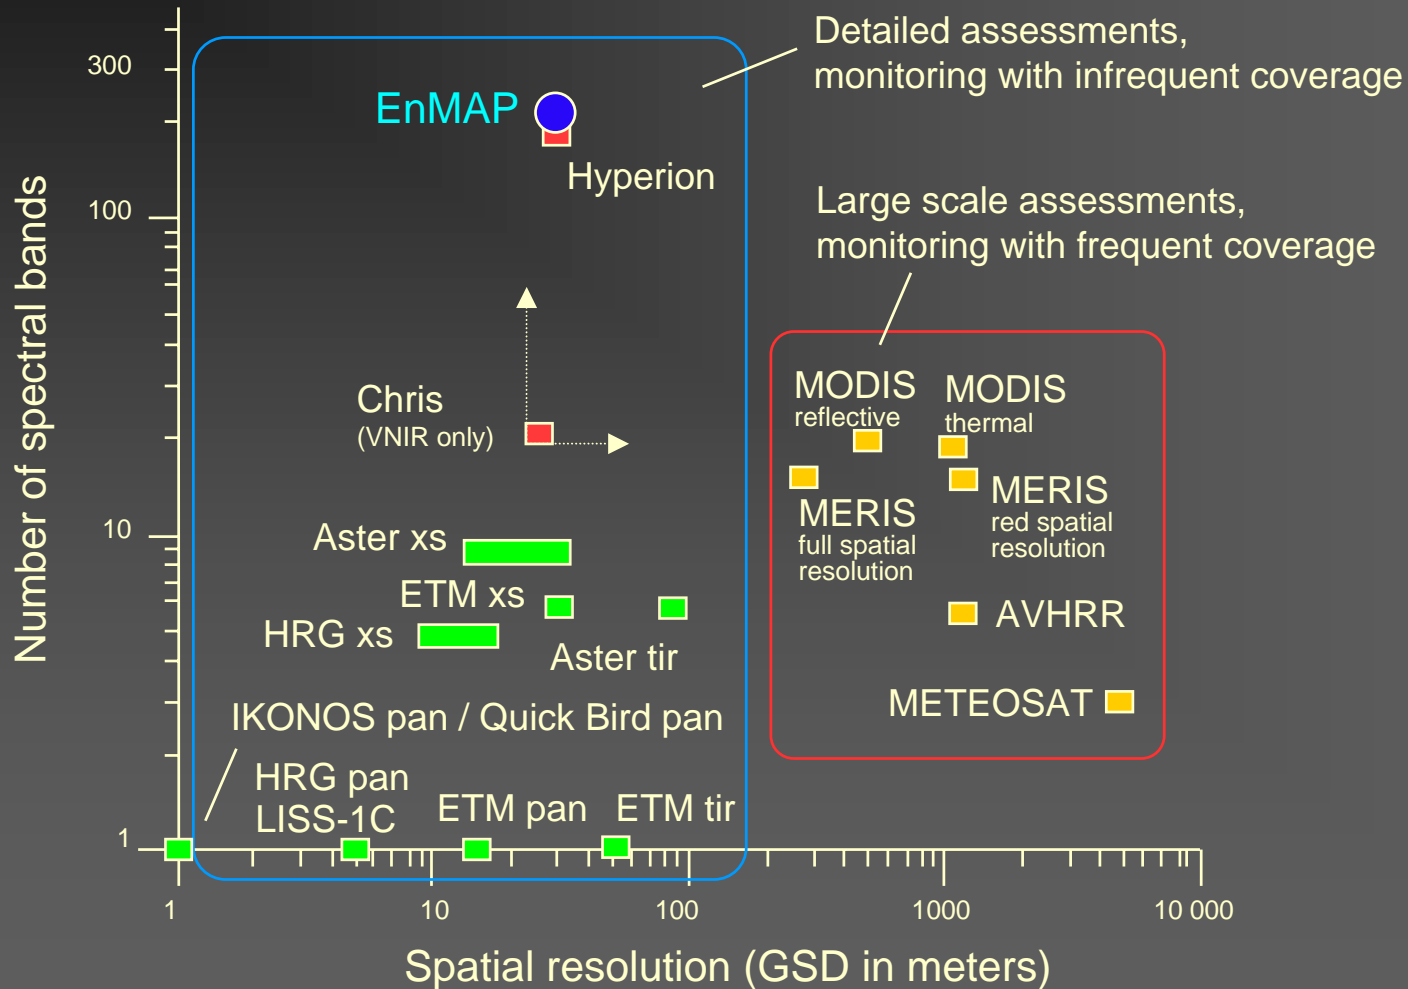 Detailed assessments,
monitoring with infrequent coverage
300
EnMAP
Hyperion
Large scale assessments,
monitoring with frequent coverage
100
Number of spectral bands
Chris
(VNIR only)
MODIS
reflective
MODIS
thermal
MERIS
full spatial
resolution
MERIS
red spatial
resolution
10
Aster xs
ETM xs
HRG xs
Aster tir
AVHRR
METEOSAT
IKONOS pan / Quick Bird pan
HRG pan
LISS-1C
ETM pan
ETM tir
1
1
10
100
1000
10 000
Spatial resolution (GSD in meters)